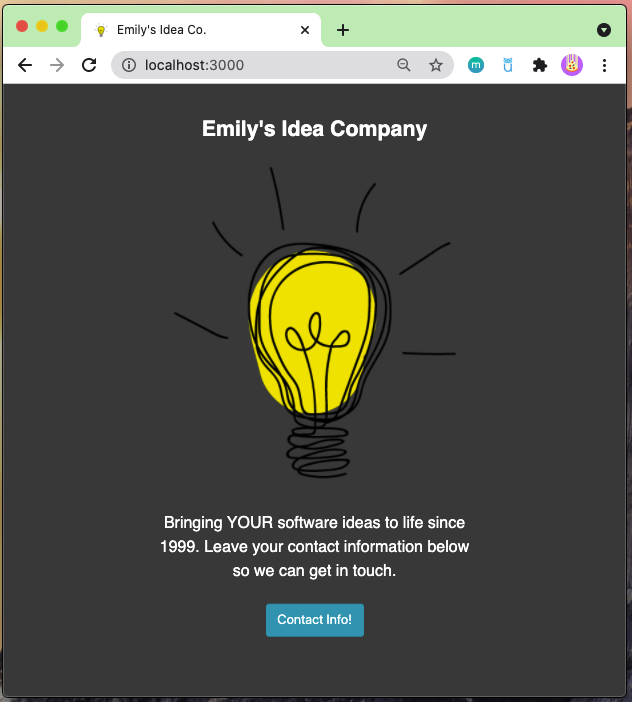 Emily's Idea Co.
localhost:3000
m
Emily's Idea Company
Bringing YOUR software ideas to life since
1999. Leave your contact information below
so we can get in touch.
Contact Info!